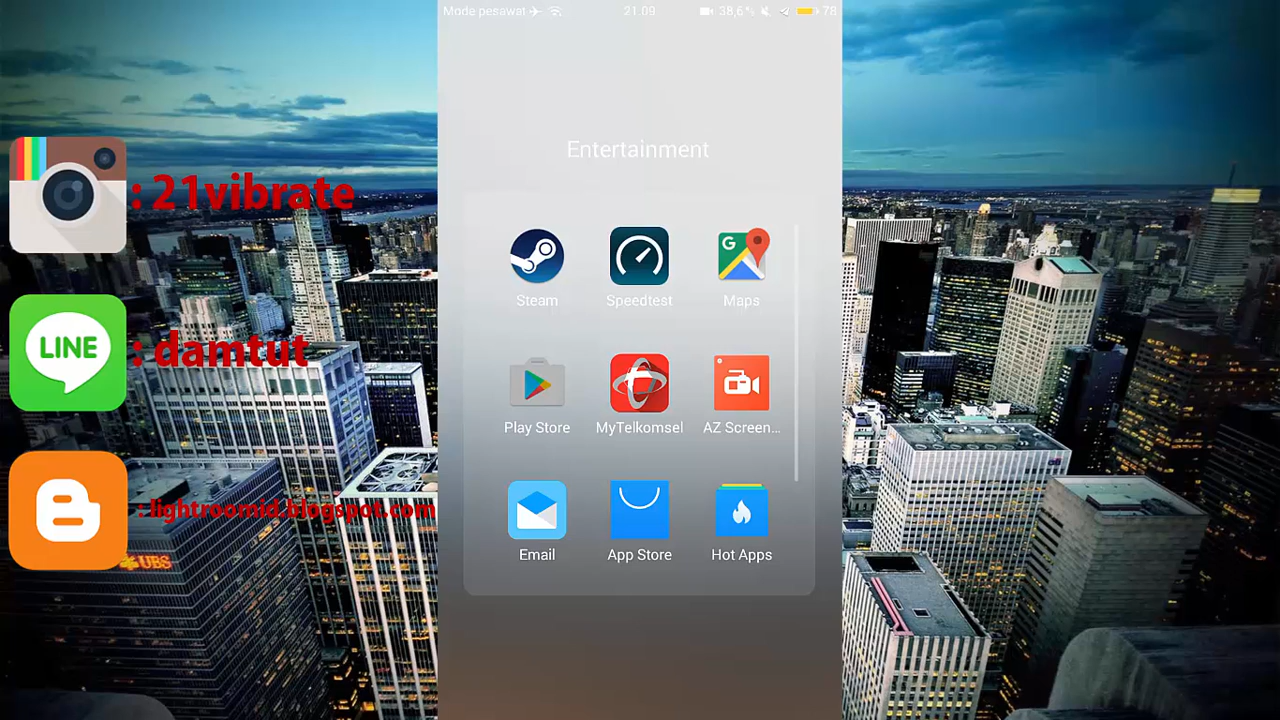 Mode pesawat 21.09 38,6% 78
Entertainment
: 21vibrate
G
Steam Speedtest Maps
LINE : damtut
Play Store MyTelkomsel AZ Screen...
: lightroomid.blogspot.com
UBS
Email App Store Hot Apps